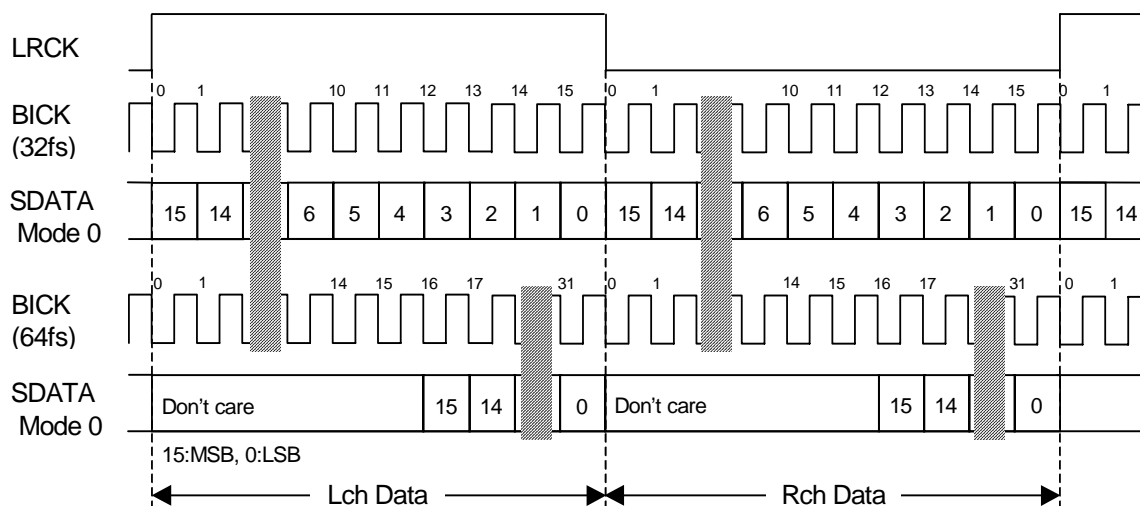 LRCK
0 1 10 11 12 13 14 15 0 1 10 11 12 13 14 15 0 1
BICK
(32fs)
SDATA
Mode 0
15 14 6 5 4 3 2 1 0 15 14 6 5 4 3 2 1 0 15 14
0 1 14 15 16 17 31 0 1 14 15 16 17 31 0 1
BICK
(64fs)
SDATA
Mode 0
Don't care 15 14 0 Don't care 15 14 0
15:MSB, 0:LSB
Lch Data Rch Data